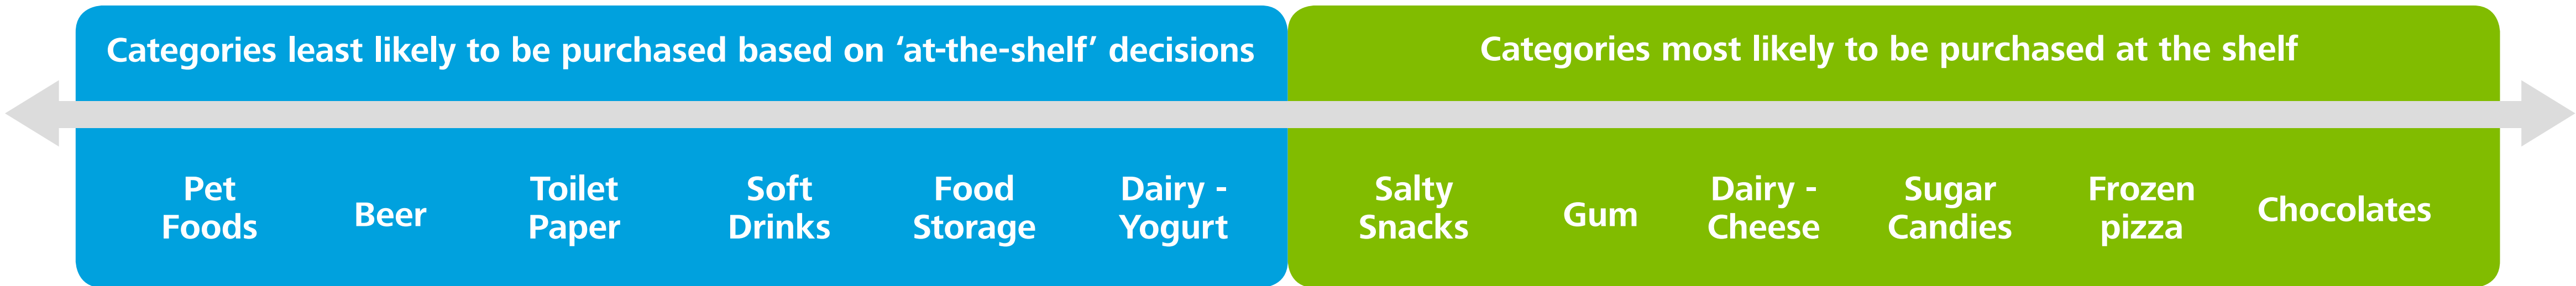 Categories least likely to be purchased based on ‘at-the-shelf’ decisions
Pet
Foods
Beer
Toilet
Paper
Soft
Drinks
Food
Storage
Dairy -
Yogurt
Categories most likely to be purchased at the shelf
Salty
Snacks
Gum
Dairy -
Cheese
Sugar
Candies
Frozen
pizza
Chocolates